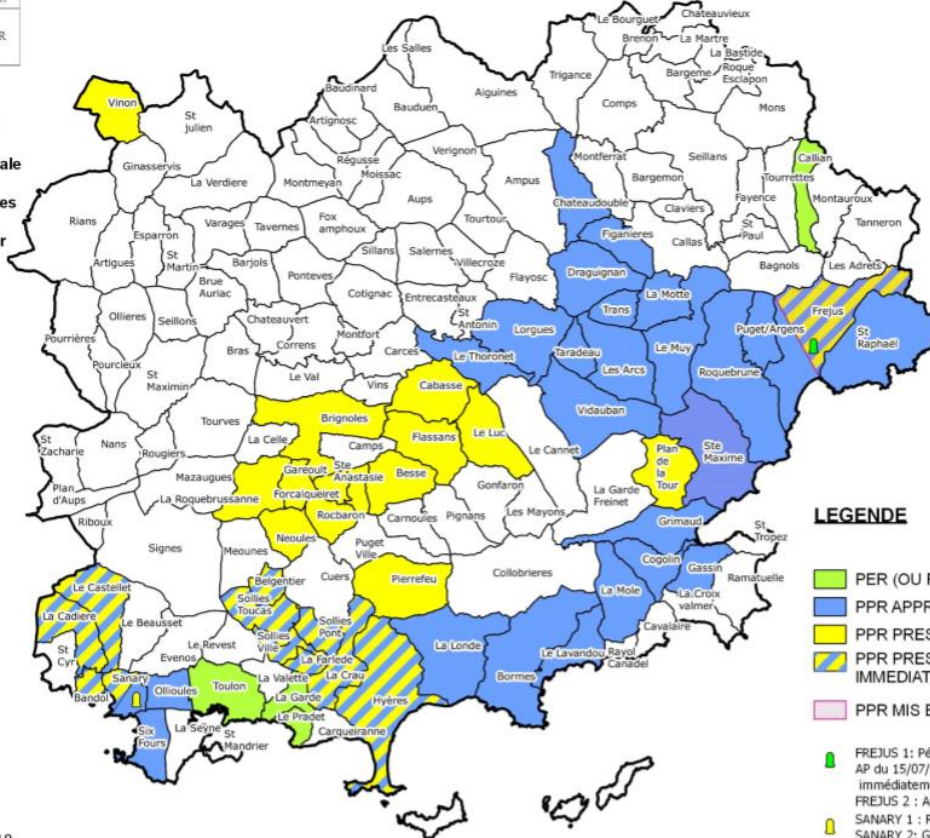 R
ale
es
r
Le Bourguet
Chateauvieux
Brenon
La Martre
Les Salles
La Bastide
Trigance
Bargeme
Roque
Esclapon
Baudinard
Aiguines
Vinon
Bauduen
Comps
Mons
St
julien
Artignosc
Verignon
Montferrat
Seillans
Callian
Ginasservis
Régusse
Moissac
Bargemon
Tourrettes
La Verdiere
Montmeyan
Ampus
Aups
Chateaudouble
Claviers
Fayence
Montauroux
Rians
Varages
Tavernes
Fox
amphoux
Tourtour
St
Paul
Tanneron
Esparron
Figanieres
Callas
Artigues
St
Martin
Barjols
Sillans
Salernes
Villecroze
Bagnols
Les Adrets
Brue
Auriac
Ponteves
Flayosc
Draguignan
Cotignac
Entrecasteaux
La Motte
Ollieres
Seillons
Chateauvert
St
Antonin
Trans
Frejus
Pourrières
Correns
Montfort
Lorgues
Puget/Argens
St
Raphaël
Bras
Carces
Le Thoronet
Taradeau
Le Muy
Pourcieux
Les Arcs
Roquebrune
St
Maximin
Le Val
Vins
Cabasse
Vidauban
Tourves
Brignoles
St
Zacharie
Nans
La Celle
Camps
Flassans
Le Luc
Ste
Maxime
Rougiers
Le Cannet
Plan
de
la
Tour
Mazaugues
Gareoult
Ste
Anastasie
Besse
Plan
d'Aups
La Roquebrussanne
Forcalqueiret
Gonfaron
La Garde
Freinet
Riboux
Rocbaron
Carnoules
Pignans
Les Mayons
Grimaud
LEGENDE
Signes
Neoules
Puget
Ville
St
Tropez
Meounes
Cogolin
Gassin
Le Castellet
Belgentier
Cuers
Pierrefeu
Collobrieres
Ramatuelle
PER (OU
Sollies
Toucas
La Mole
La Croix
valmer
PPR APPR
La Cadiere
Le Beausset
Sollies
Pont
Cavalaire
PPR PRES
St
Cyr
Le Revest
Sollies
Ville
La Londe
Le Lavandou
Rayol
Canadel
PPR PRES
IMMEDIAT
Evenos
La Farlede
Sanary
La Valette
La Crau
Bormes
Bandol
Ollioules
Toulon
La Garde
Hyères
PPR MIS
Six
Fours
La Seyne
Le Pradet
Carqueiranne
St
Mandrier
FREJUS 1: Pé
AP du 15/07/
immédiatem
FREJUS 2 : A
SANARY 1 :
SANARY 2: G